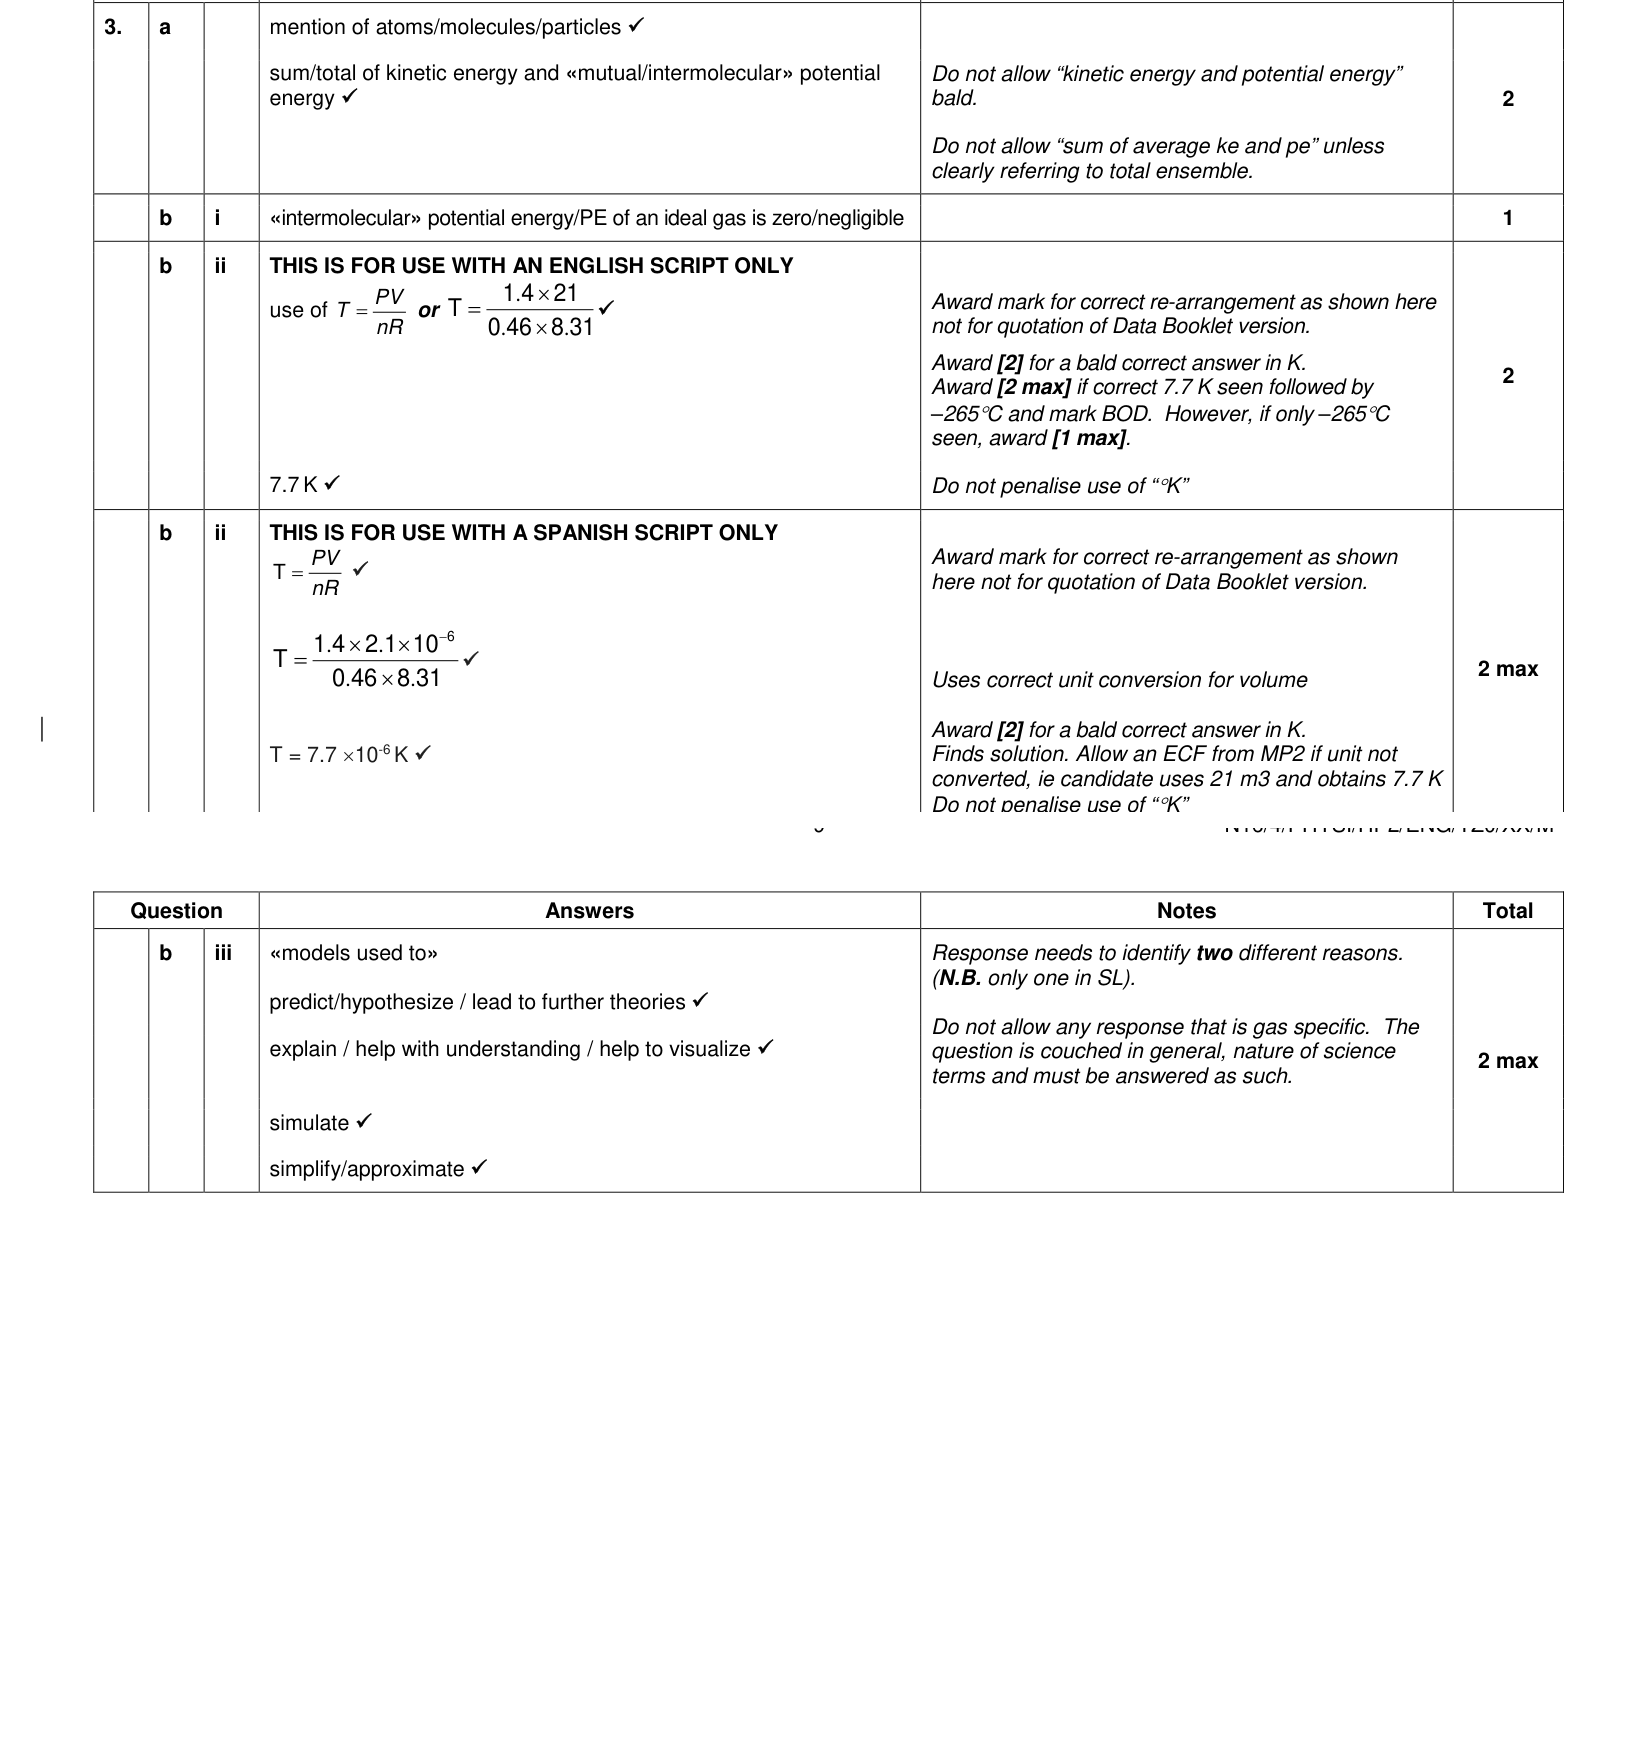 3. a mention of atoms/molecules/particles ✓
sum/total of kinetic energy and «mutual/intermolecular» potential
energy ✓
Do not allow “kinetic energy and potential energy”
bald.
Do not allow “sum of average ke and pe” unless
clearly referring to total ensemble.
2
b i «intermolecular» potential energy/PE of an ideal gas is zero/negligible 1
b ii THIS IS FOR USE WITH AN ENGLISH SCRIPT ONLY
use of T = PV/nR or T = 1.4×21/0.46×8.31 ✓
7.7 K ✓
Award mark for correct re-arrangement as shown here
not for quotation of Data Booklet version.
Award [2] for a bald correct answer in K.
Award [2 max] if correct 7.7 K seen followed by
–265°C and mark BOD. However, if only –265°C
seen, award [1 max].
Do not penalise use of “°K”
2
b ii THIS IS FOR USE WITH A SPANISH SCRIPT ONLY
T = PV/nR ✓
T = 1.4×2.1×10⁻⁶/0.46×8.31 ✓
T = 7.7 ×10⁻⁶ K ✓
Award mark for correct re-arrangement as shown
here not for quotation of Data Booklet version.
Uses correct unit conversion for volume
Award [2] for a bald correct answer in K.
Finds solution. Allow an ECF from MP2 if unit not
converted, ie candidate uses 21 m3 and obtains 7.7 K
Do not penalise use of “°K”
2 max
Question Answers Notes Total
b iii «models used to»
predict/hypothesize / lead to further theories ✓
explain / help with understanding / help to visualize ✓
simulate ✓
simplify/approximate ✓
Response needs to identify two different reasons.
(N.B. only one in SL).
Do not allow any response that is gas specific. The
question is couched in general, nature of science
terms and must be answered as such.
2 max